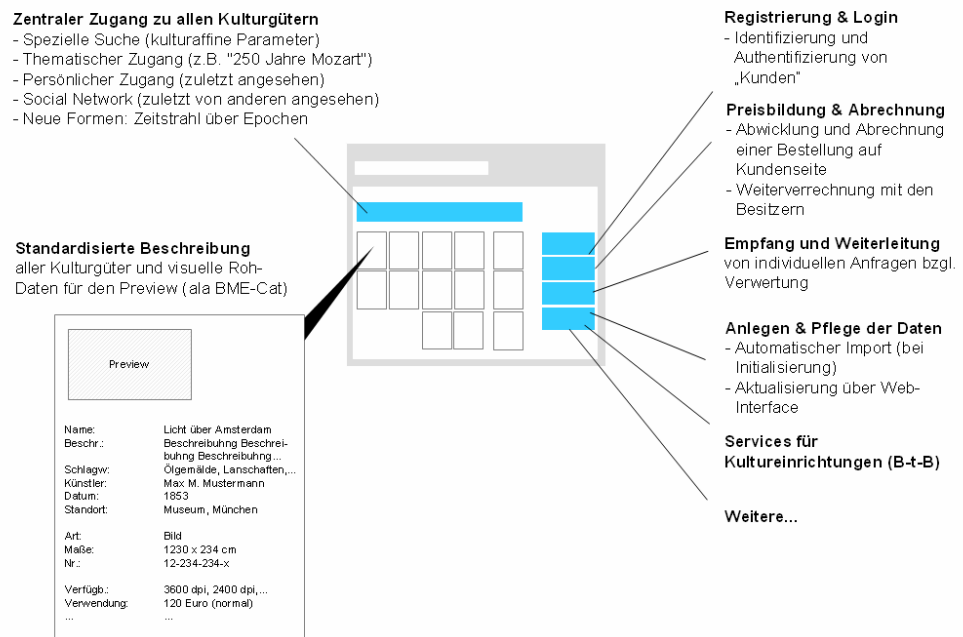 Zentraler Zugang zu allen Kulturgütern
- Spezielle Suche (kulturaffine Parameter)
- Thematischer Zugang (z.B. "250 Jahre Mozart")
- Persönlicher Zugang (zuletzt angesehen)
- Social Network (zuletzt von anderen angesehen)
- Neue Formen: Zeitstrahl über Epochen
Standardisierte Beschreibung
aller Kulturgüter und visuelle Roh-
Daten für den Preview (ala BME-Cat)
Preview
Name: Licht über Amsterdam
Beschr.: Beschreibuhng Beschrei-
buhng Beschreibuhng...
Schlagw: Ölgemälde, Lanschaften,...
Künstler: Max M. Mustermann
Datum: 1853
Standort: Museum, München
Art: Bild
Maße: 1230 x 234 cm
Nr.: 12-234-234-x
Verfügb.: 3600 dpi, 2400 dpi,...
Verwendung: 120 Euro (normal)
... ...
Registrierung & Login
- Identifizierung und
Authentifizierung von
„Kunden"
Preisbildung & Abrechnung
- Abwicklung und Abrechnung
einer Bestellung auf
Kundenseite
- Weiterverrechnung mit den
Besitzern
Empfang und Weiterleitung
von individuellen Anfragen bzgl.
Verwertung
Anlegen & Pflege der Daten
- Automatischer Import (bei
Initialisierung)
- Aktualisierung über Web-
Interface
Services für
Kultureinrichtungen (B-t-B)
Weitere...